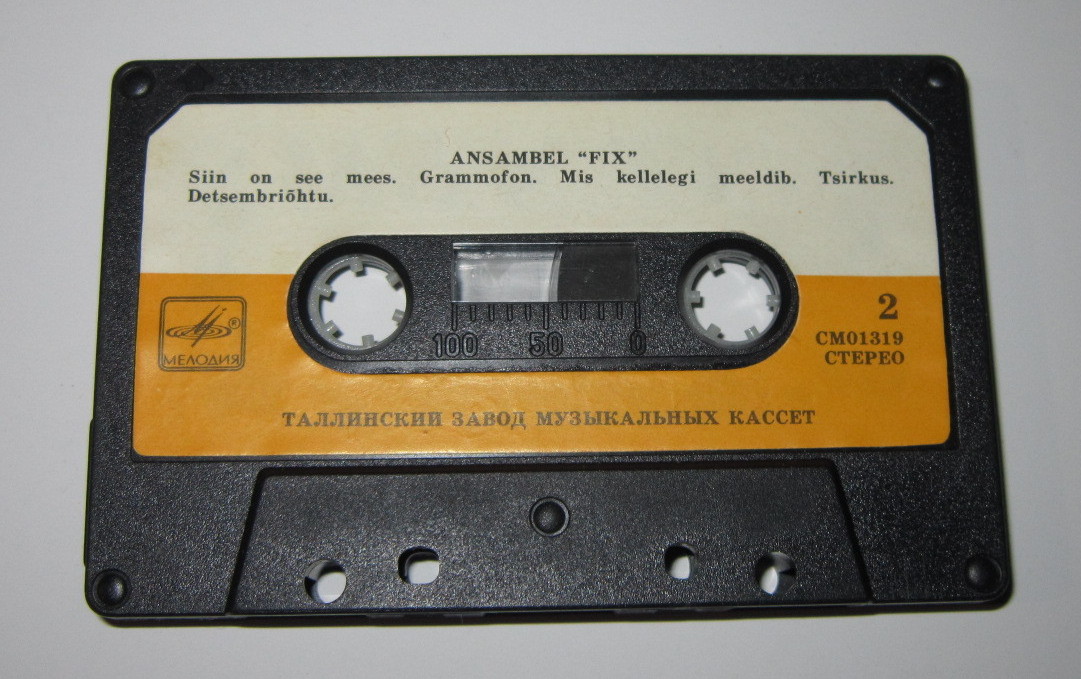 ANSAMBEL “FIX”
Siin on see mees. Grammofon. Mis kellelegi meeldib. Tsirkus.
Detsembriõhtu.
®
МЕЛОДИЯ
2
СМ01319
СТЕРЕО
100 50 0
ТАЛЛИНСКИЙ ЗАВОД МУЗЫКАЛЬНЫХ КАССЕТ